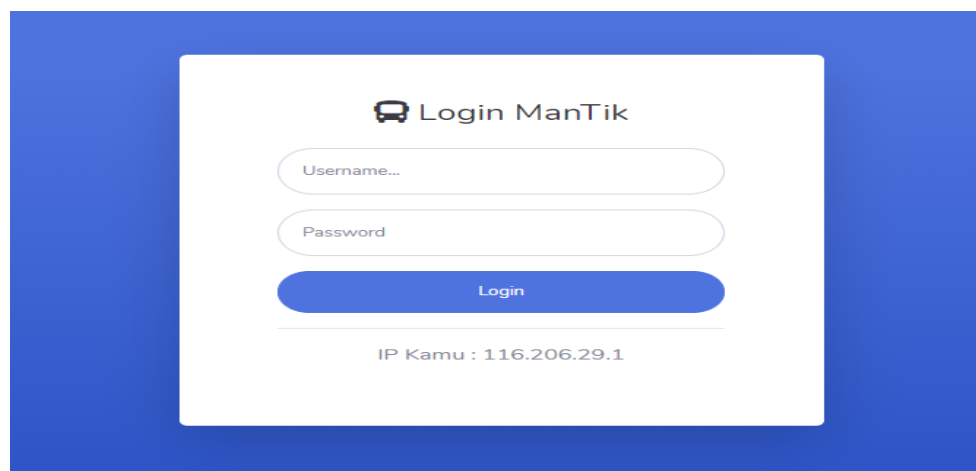 Login ManTik
Username...
Password
Login
IP Kamu : 116.206.29.1